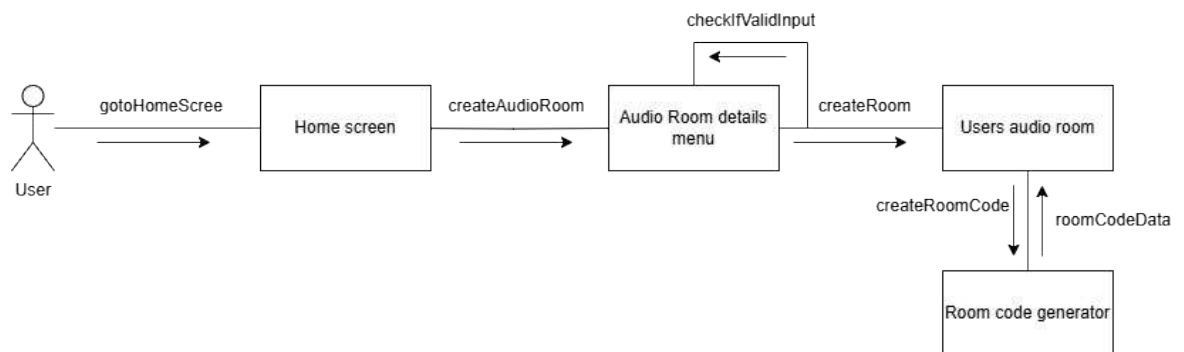 checkIfValidInput
gotoHomeScree
createAudioRoom
createRoom
Home screen
Audio Room details
menu
Users audio room
User
createRoomCode
roomCodeData
Room code generator